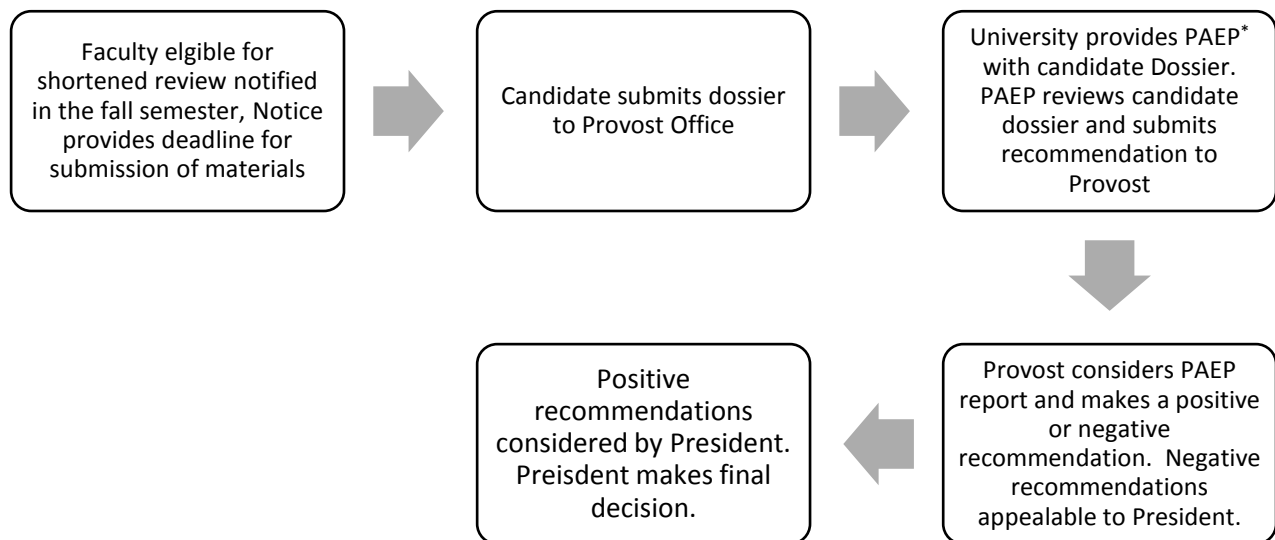 Faculty elgible for
shortened review notified
in the fall semester, Notice
provides deadline for
submission of materials
Candidate submits dossier
to Provost Office
University provides PAEP*
with candidate Dossier.
PAEP reviews candidate
dossier and submits
recommendation to
Provost
Provost considers PAEP
report and makes a positive
or negative
recommendation.  Negative
recommendations
appealable to President.
Positive
recommendations
considered by President.
Preisdent makes final
decision.